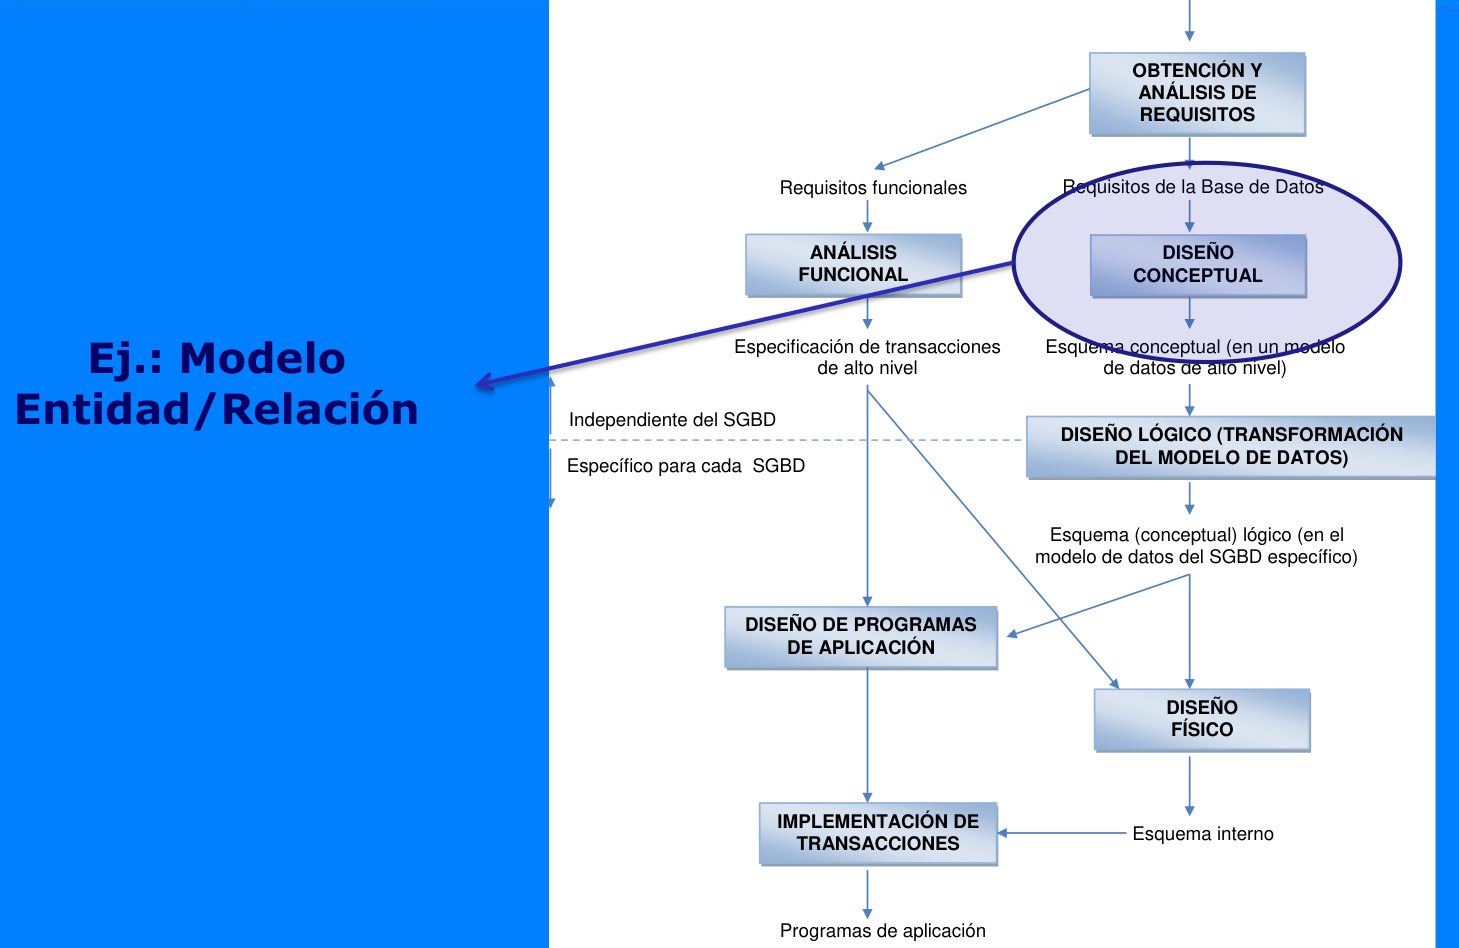 Ej.: Modelo
Entidad/Relación
OBTENCIÓN Y
ANÁLISIS DE
REQUISITOS
Requisitos funcionales
Requisitos de la Base de Datos
ANÁLISIS
FUNCIONAL
DISEÑO
CONCEPTUAL
Especificación de transacciones
de alto nivel
Esquema conceptual (en un modelo
de datos de alto nivel)
Independiente del SGBD
Específico para cada  SGBD
DISEÑO LÓGICO (TRANSFORMACIÓN
DEL MODELO DE DATOS)
Esquema (conceptual) lógico (en el
modelo de datos del SGBD específico)
DISEÑO DE PROGRAMAS
DE APLICACIÓN
DISEÑO
FÍSICO
IMPLEMENTACIÓN DE
TRANSACCIONES
Esquema interno
Programas de aplicación